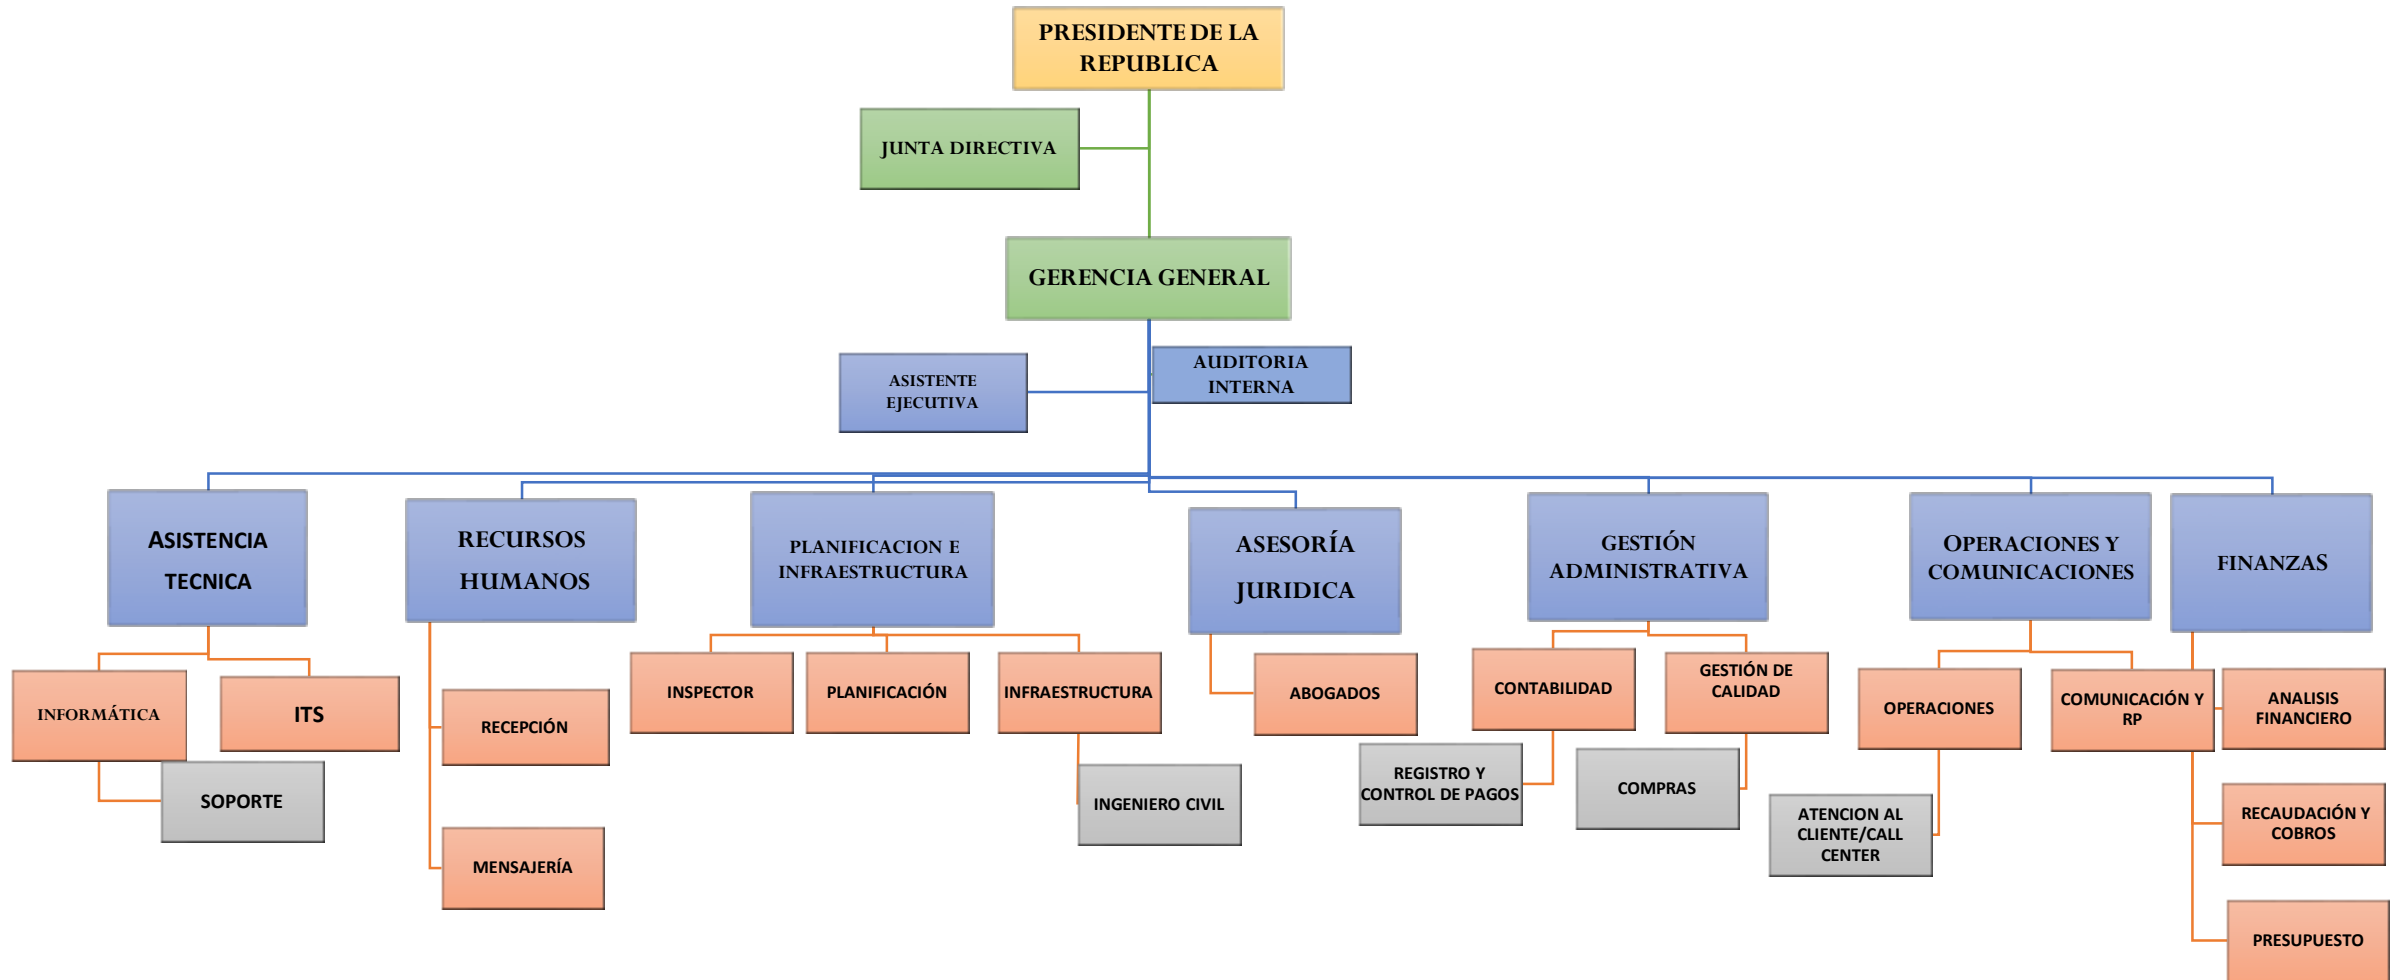 PRESIDENTE DE LA
REPUBLICA
JUNTA DIRECTIVA
GERENCIA GENERAL
ASISTENTE
EJECUTIVA
AUDITORIA
INTERNA
ASISTENCIA
TECNICA
RECURSOS
HUMANOS
PLANIFICACION E
INFRAESTRUCTURA
ASESORÍA
JURIDICA
GESTIÓN
ADMINISTRATIVA
OPERACIONES Y
COMUNICACIONES
FINANZAS
INFORMÁTICA
ITS
SOPORTE
RECEPCIÓN
MENSAJERÍA
INSPECTOR
PLANIFICACIÓN
INFRAESTRUCTURA
INGENIERO CIVIL
ABOGADOS
CONTABILIDAD
GESTIÓN DE
CALIDAD
REGISTRO Y
CONTROL DE PAGOS
COMPRAS
OPERACIONES
COMUNICACIÓN Y
RP
ATENCION AL
CLIENTE/CALL
CENTER
ANALISIS
FINANCIERO
RECAUDACIÓN Y
COBROS
PRESUPUESTO